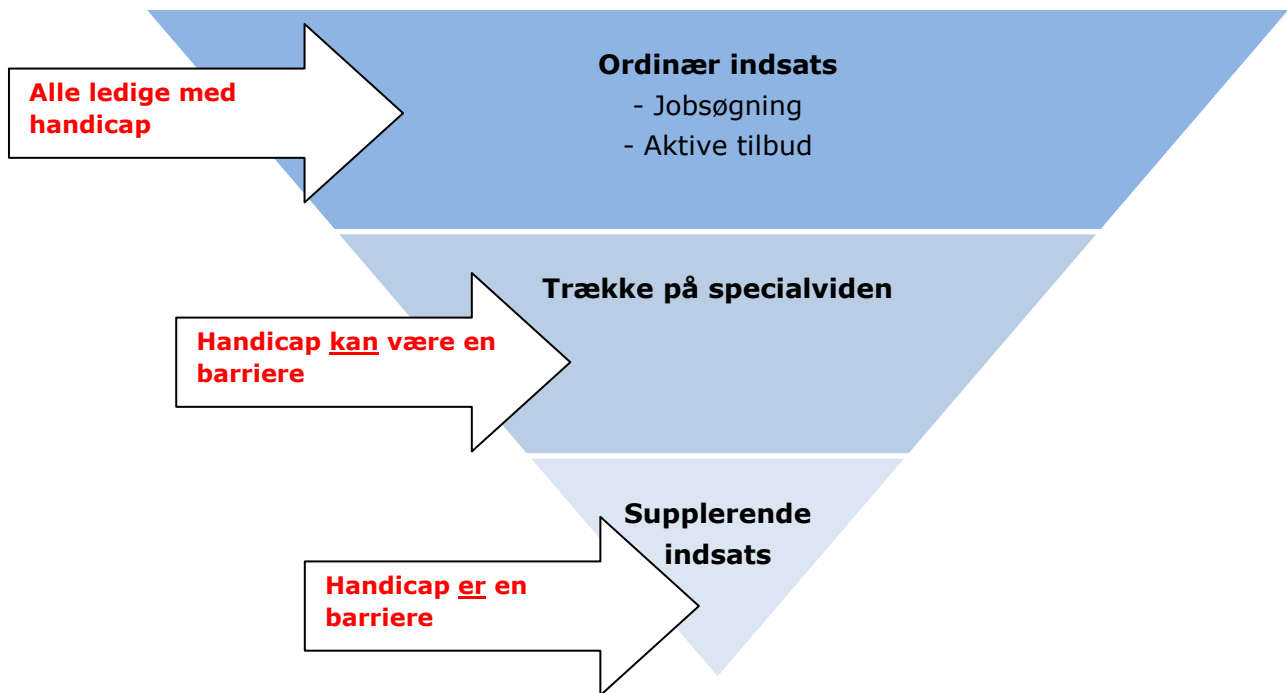 Ordinær indsats
- Jobsøgning
- Aktive tilbud
Alle ledige med
handicap
Trække på specialviden
Handicap kan være en
barriere
Supplerende
indsats
Handicap er en
barriere